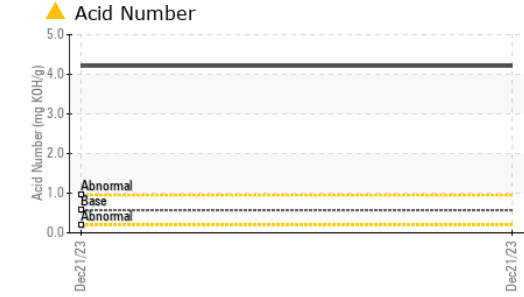 Acid Number
Acid Number (mg KOH/g)
5.0
4.0
3.0
2.0
1.0
0.0
Abnormal
Base
Abnormal
Dec21/23
Dec21/23